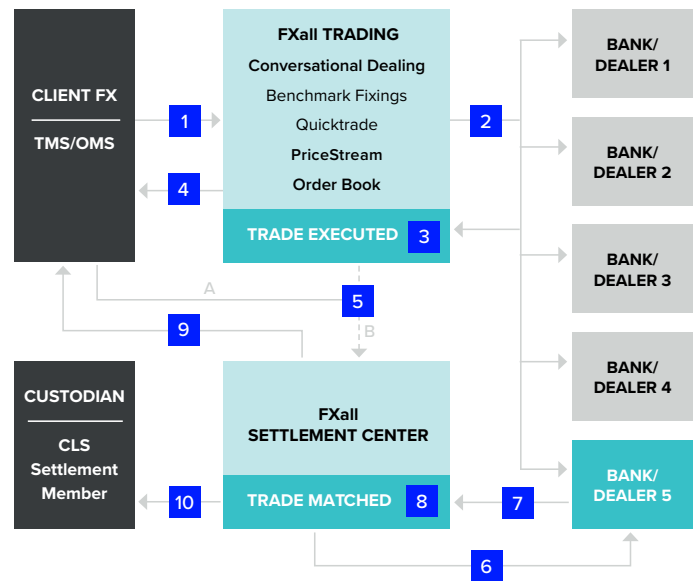 CLIENT FX
TMS/OMS
1
FXall TRADING
Conversational Dealing
Benchmark Fixings
Quicktrade
PriceStream
Order Book
2
4
TRADE EXECUTED
3
BANK/
DEALER 1
BANK/
DEALER 2
BANK/
DEALER 3
BANK/
DEALER 4
BANK/
DEALER 5
A
5
B
9
CUSTODIAN
CLS
Settlement
Member
FXall
SETTLEMENT CENTER
10
TRADE MATCHED
8
7
6